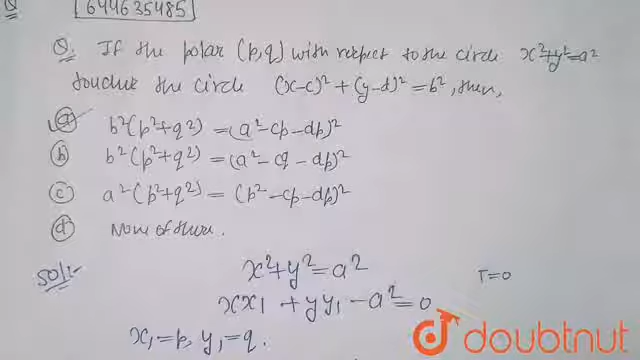 Q
644635485
Q. If the polar (p,q) with respect to the circle x²+y²=a²
touches the circle (x-c)²+(y-d)²=b², then,
(a) b²(p²+q²)=(a²-cp-dp)²
(b) b²(p²+q²)=(a²-cq-dp)²
(c) a²(p²+q²)=(b²-cp-dp)²
(d) None of these.
Sol:-
x²+y²=a²
T=0
xx₁+yy₁-a²=0
x₁=p, y₁=q.
doubtnut